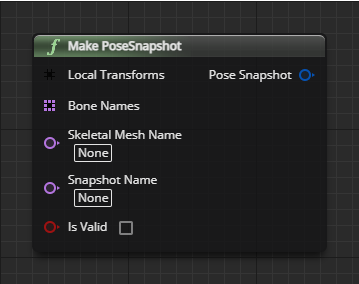 f Make PoseSnapshot
Local Transforms Pose Snapshot
Bone Names
Skeletal Mesh Name
None
Snapshot Name
None
Is Valid